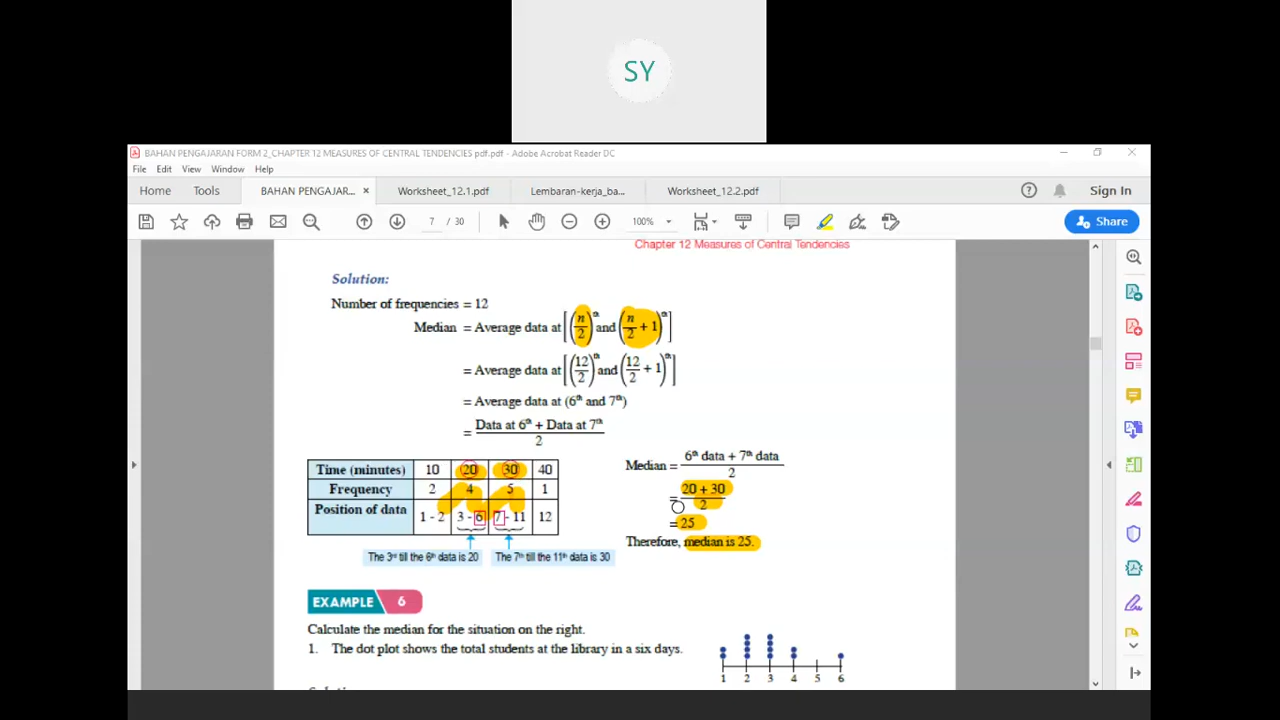 SY
BAHAN PENGAJARAN FORM 2_CHAPTER 12 MEASURES OF CENTRAL TENDENCIES pdf.pdf - Adobe Acrobat Reader DC
File Edit View Window Help
Home Tools BAHAN PENGAJAR... × Worksheet_12.1.pdf Lembaran-kerja_ba... Worksheet_12.2.pdf Sign In
7 / 30 100% Share
Chapter 12 Measures of Central Tendencies
Solution:
Number of frequencies = 12
Median = Average data at [(n/2)th and (n/2 + 1)th]
= Average data at [(12/2)th and (12/2 + 1)th]
= Average data at (6th and 7th)
= Data at 6th + Data at 7th / 2
Time (minutes) 10 20 30 40
Frequency 2 4 5 1
Position of data 1 - 2 3 - 6 7 - 11 12
The 3rd till the 6th data is 20
The 7th till the 11th data is 30
Median = 6th data + 7th data / 2
= 20 + 30 / 2
= 25
Therefore, median is 25.
EXAMPLE 6
Calculate the median for the situation on the right.
1. The dot plot shows the total students at the library in a six days.
1 2 3 4 5 6